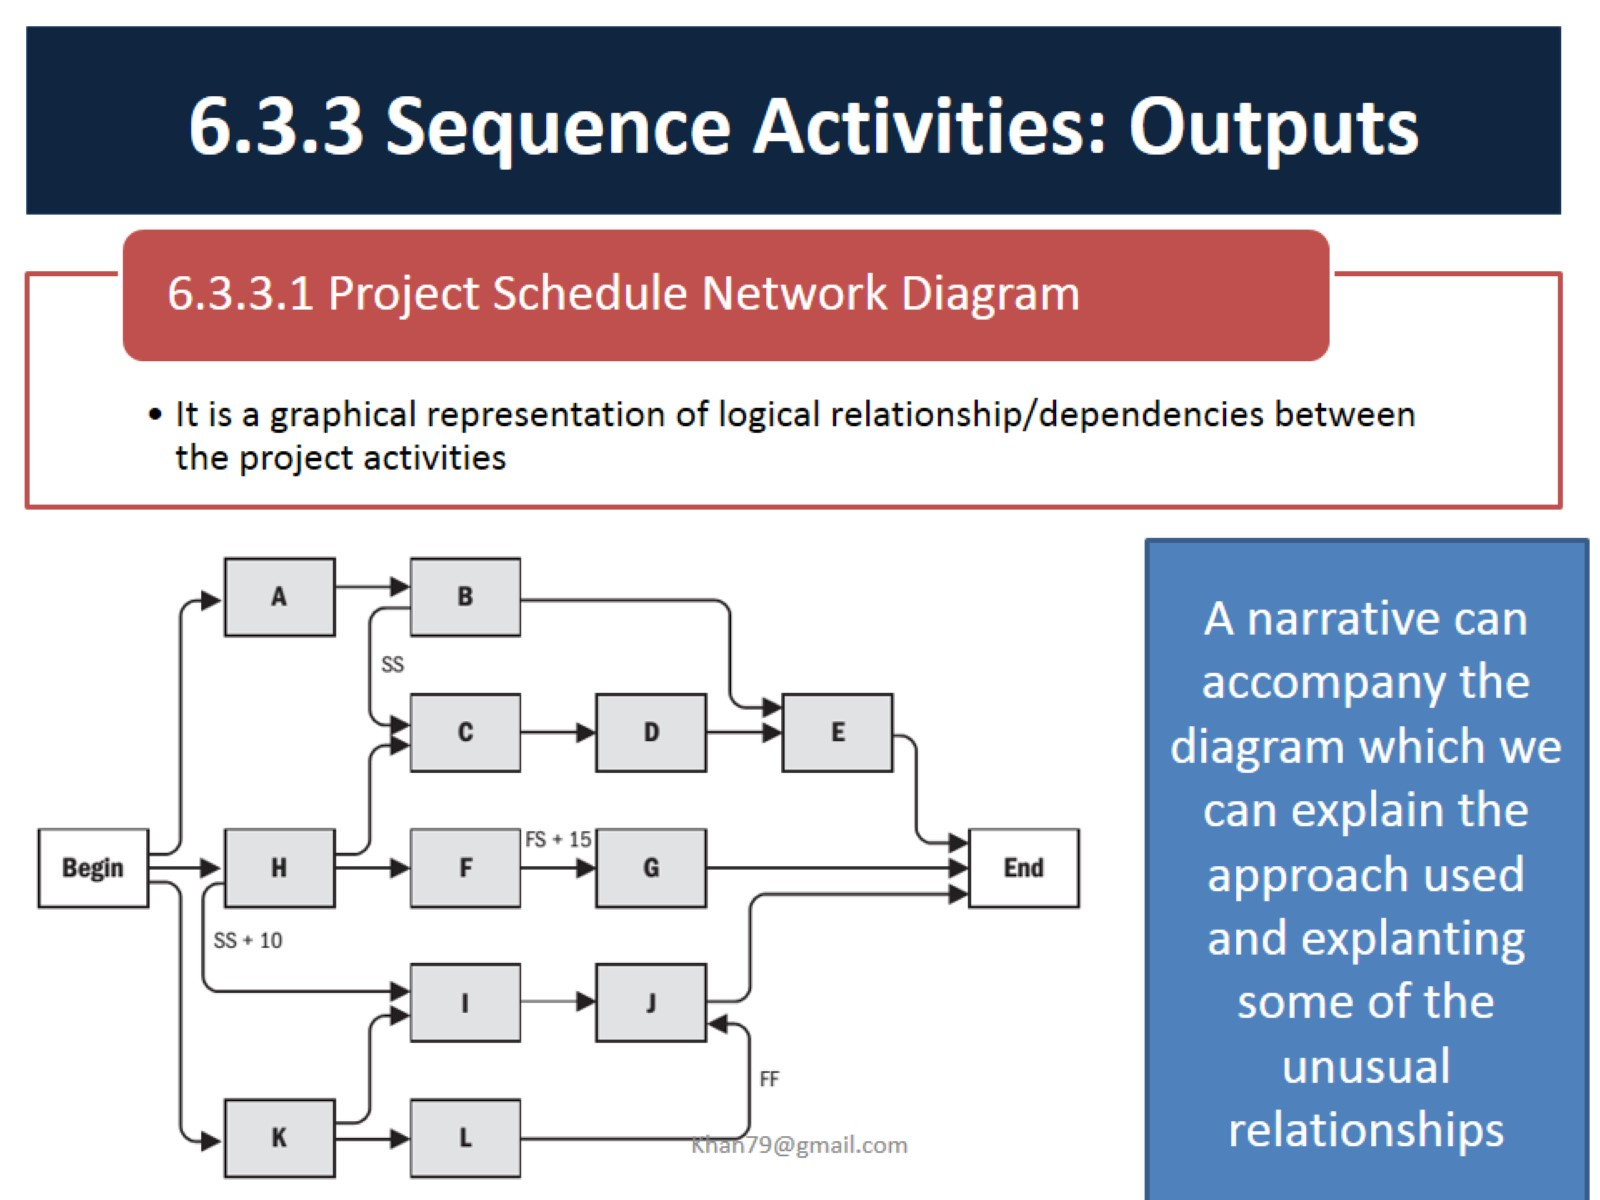 6.3.3 Sequence Activities: Outputs
6.3.3.1 Project Schedule Network Diagram
• It is a graphical representation of logical relationship/dependencies between
the project activities
A
B
SS
C
D
E
Begin
H
F
FS + 15
G
End
SS + 10
I
J
FF
K
L
Khan79@gmail.com
A narrative can
accompany the
diagram which we
can explain the
approach used
and explanting
some of the
unusual
relationships